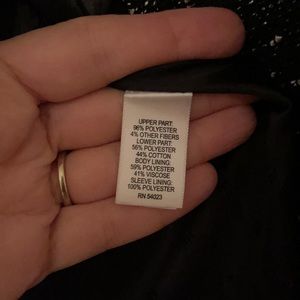 UPPER PART:
96% POLYESTER
4% OTHER FIBERS
LOWER PART:
56% POLYESTER
44% COTTON
BODY LINING:
59% POLYESTER
41% VISCOSE
SLEEVE LINING:
100% POLYESTER
RN 54023